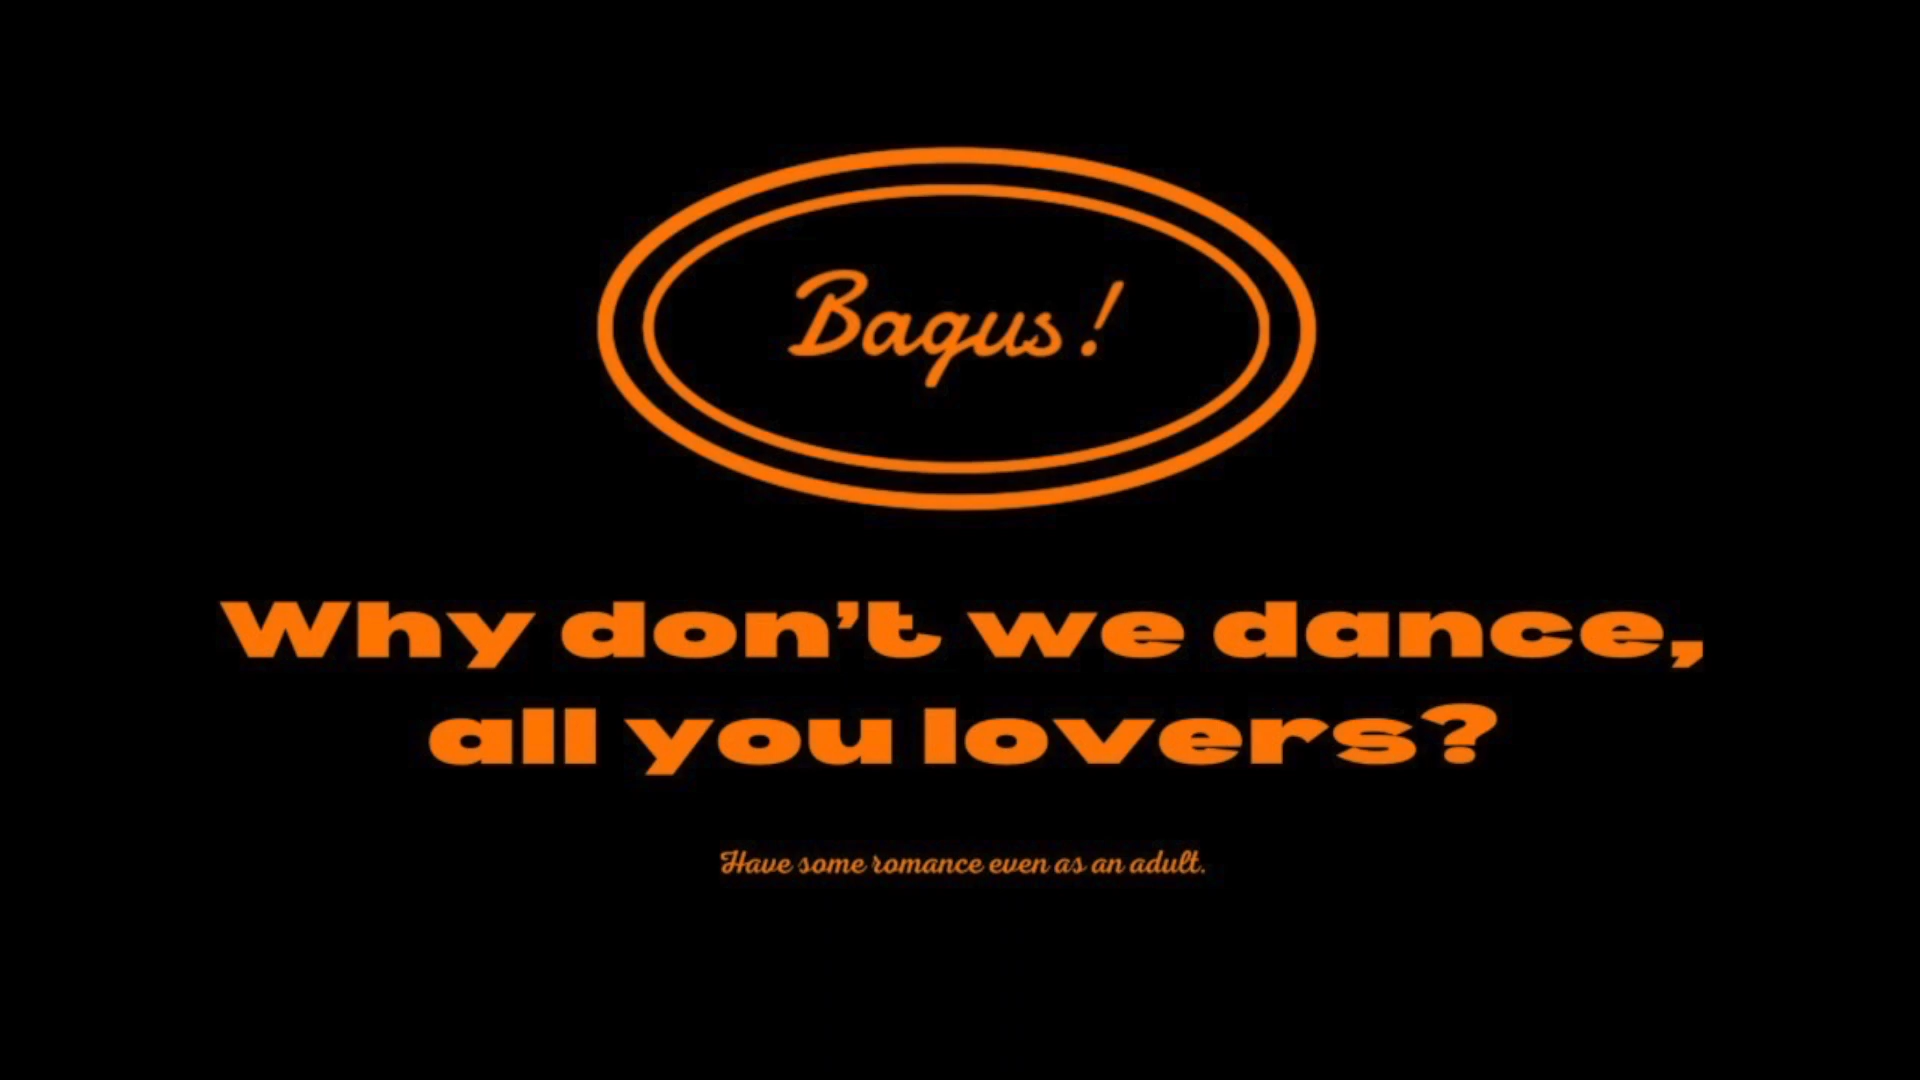 Bagus!
Why don't we dance,
all you lovers?
Have some romance even as an adult.